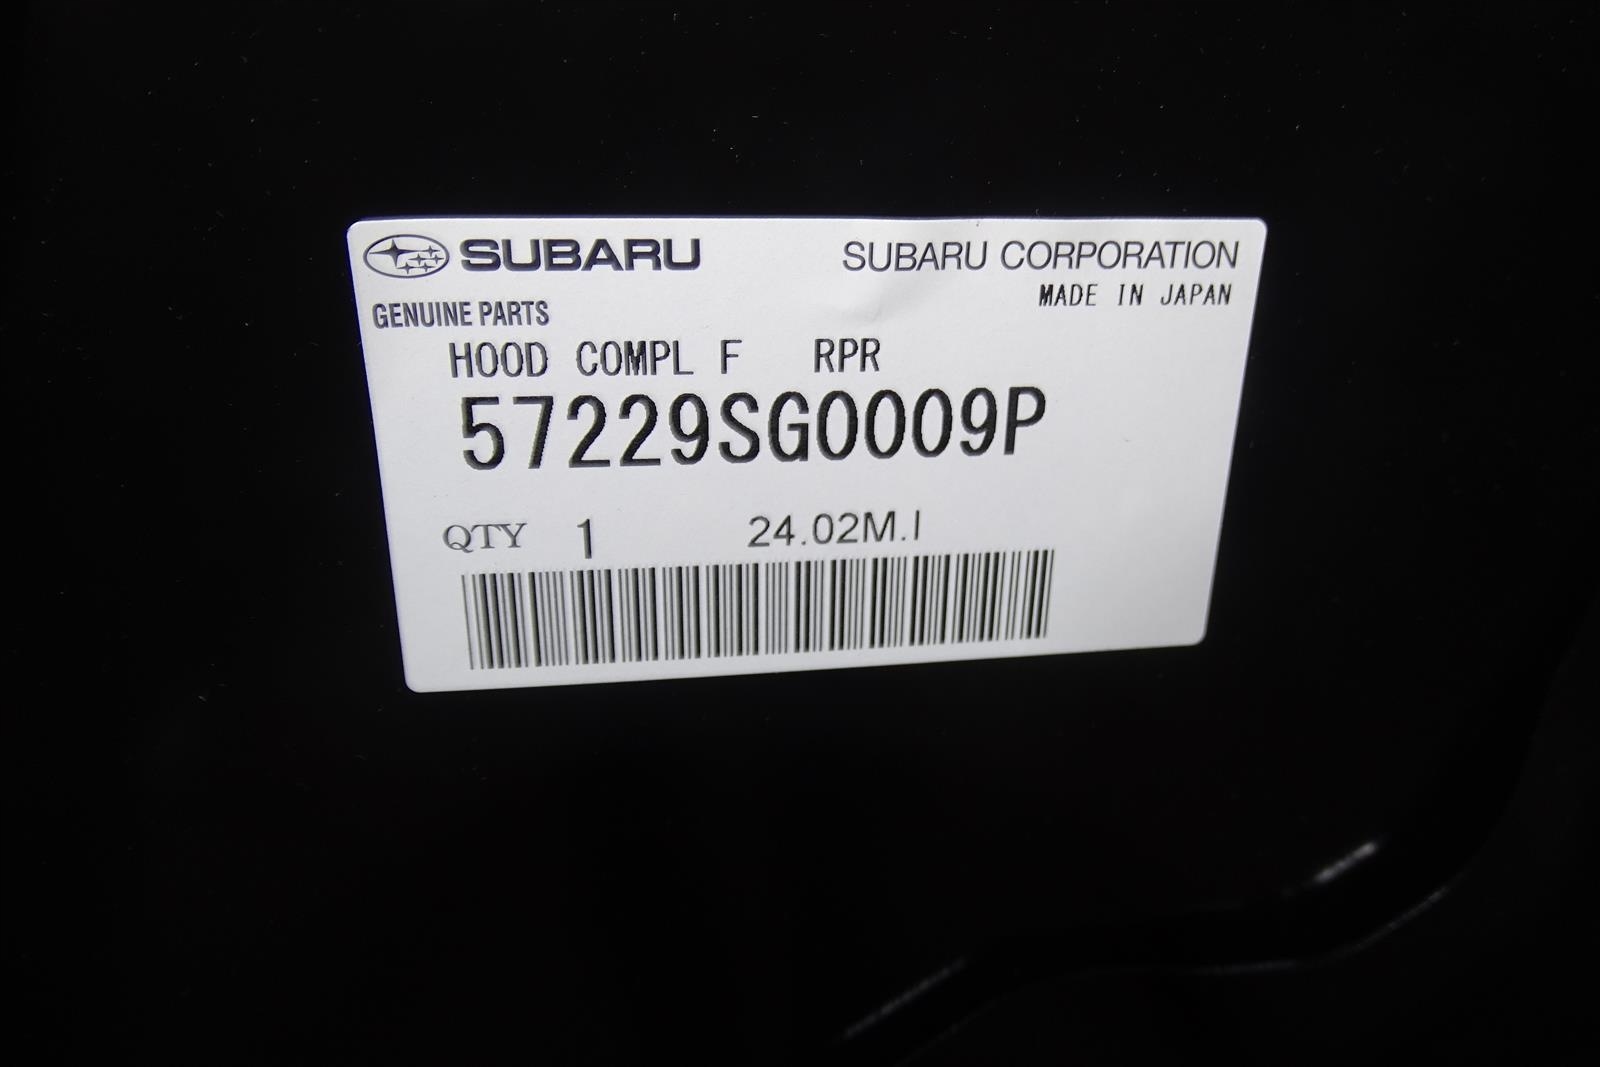 SUBARU SUBARU CORPORATION
MADE IN JAPAN
GENUINE PARTS
HOOD COMPL F RPR
57229SG0009P
QTY 1 24.02M.I